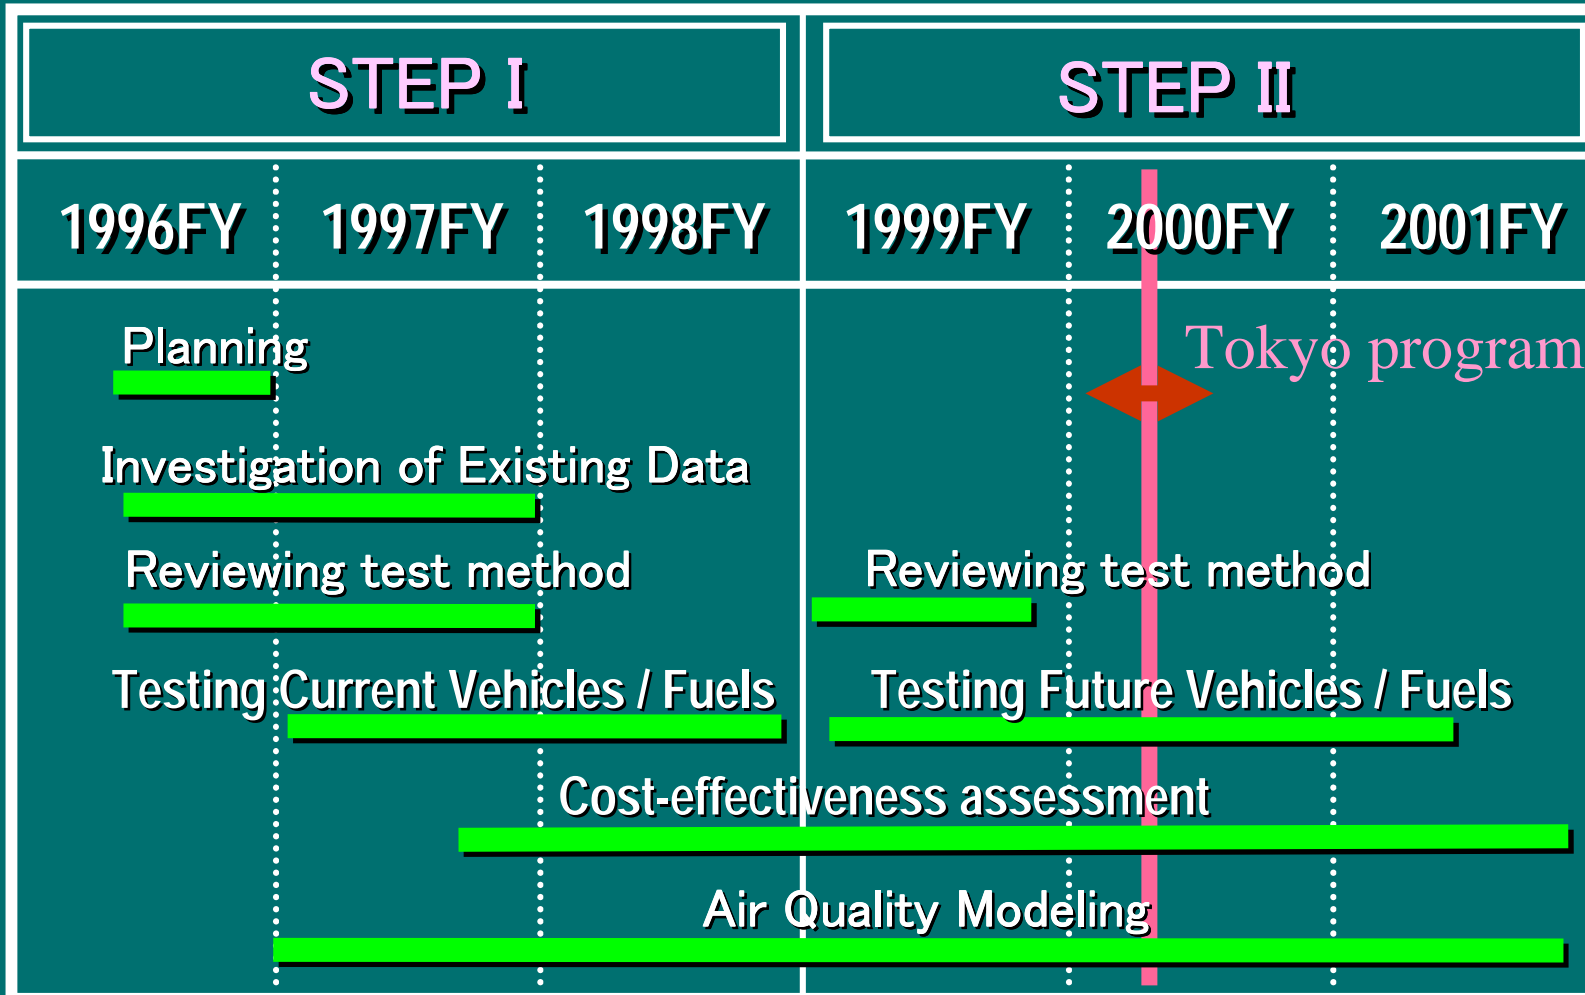 STEP I
STEP II
1996FY
1997FY
1998FY
1999FY
2000FY
2001FY
Planning
Tokyo program
Investigation of Existing Data
Reviewing test method
Reviewing test method
Testing Current Vehicles / Fuels
Testing Future Vehicles / Fuels
Cost-effectiveness assessment
Air Quality Modeling